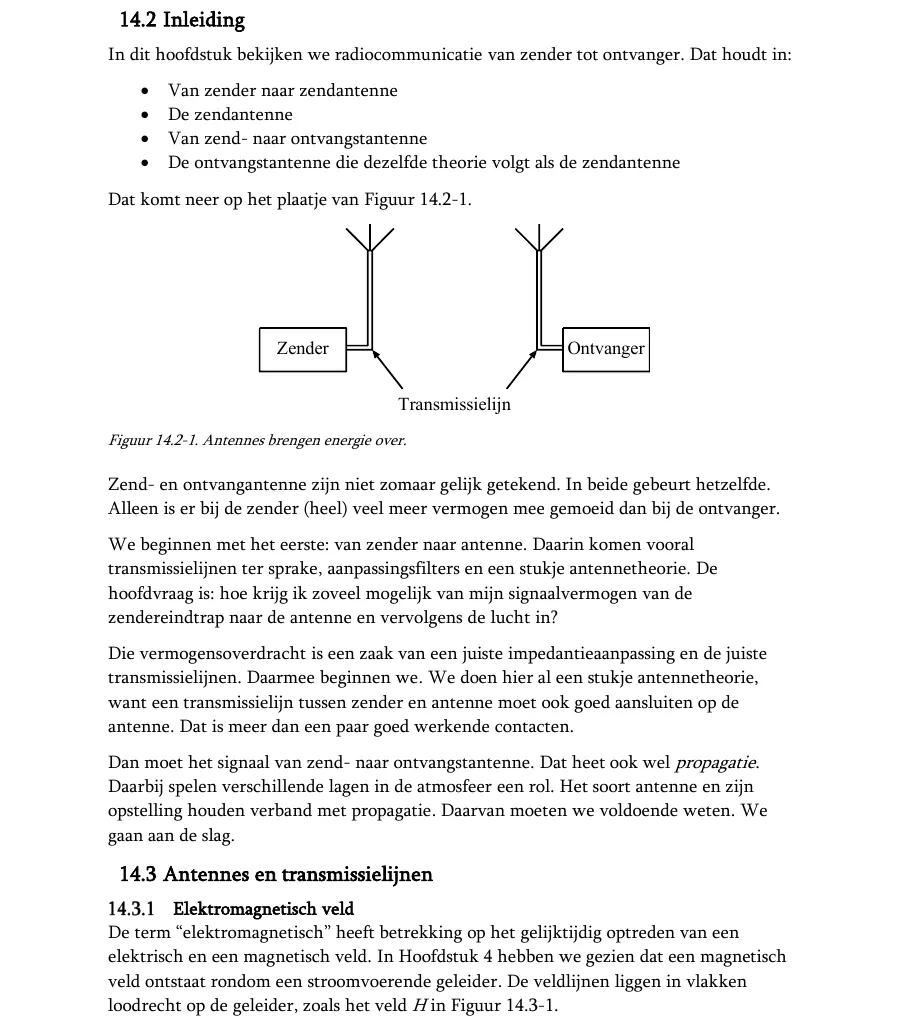 14.2 Inleiding
In dit hoofdstuk bekijken we radiocommunicatie van zender tot ontvanger. Dat houdt in:
• Van zender naar zendantenne
• De zendantenne
• Van zend- naar ontvangstantenne
• De ontvangstantenne die dezelfde theorie volgt als de zendantenne
Dat komt neer op het plaatje van Figuur 14.2-1.
Zender
Ontvanger
Transmissielijn
Figuur 14.2-1. Antennes brengen energie over.
Zend- en ontvangantenne zijn niet zomaar gelijk getekend. In beide gebeurt hetzelfde.
Alleen is er bij de zender (heel) veel meer vermogen mee gemoeid dan bij de ontvanger.
We beginnen met het eerste: van zender naar antenne. Daarin komen vooral
transmissielijnen ter sprake, aanpassingsfilters en een stukje antennetheorie. De
hoofdvraag is: hoe krijg ik zoveel mogelijk van mijn signaalvermogen van de
zendereindtrap naar de antenne en vervolgens de lucht in?
Die vermogensoverdracht is een zaak van een juiste impedantieaanpassing en de juiste
transmissielijnen. Daarmee beginnen we. We doen hier al een stukje antennetheorie,
want een transmissielijn tussen zender en antenne moet ook goed aansluiten op de
antenne. Dat is meer dan een paar goed werkende contacten.
Dan moet het signaal van zend- naar ontvangstantenne. Dat heet ook wel propagatie.
Daarbij spelen verschillende lagen in de atmosfeer een rol. Het soort antenne en zijn
opstelling houden verband met propagatie. Daarvan moeten we voldoende weten. We
gaan aan de slag.
14.3 Antennes en transmissielijnen
14.3.1 Elektromagnetisch veld
De term “elektromagnetisch” heeft betrekking op het gelijktijdig optreden van een
elektrisch en een magnetisch veld. In Hoofdstuk 4 hebben we gezien dat een magnetisch
veld ontstaat rondom een stroomvoerende geleider. De veldlijnen liggen in vlakken
loodrecht op de geleider, zoals het veld H in Figuur 14.3-1.